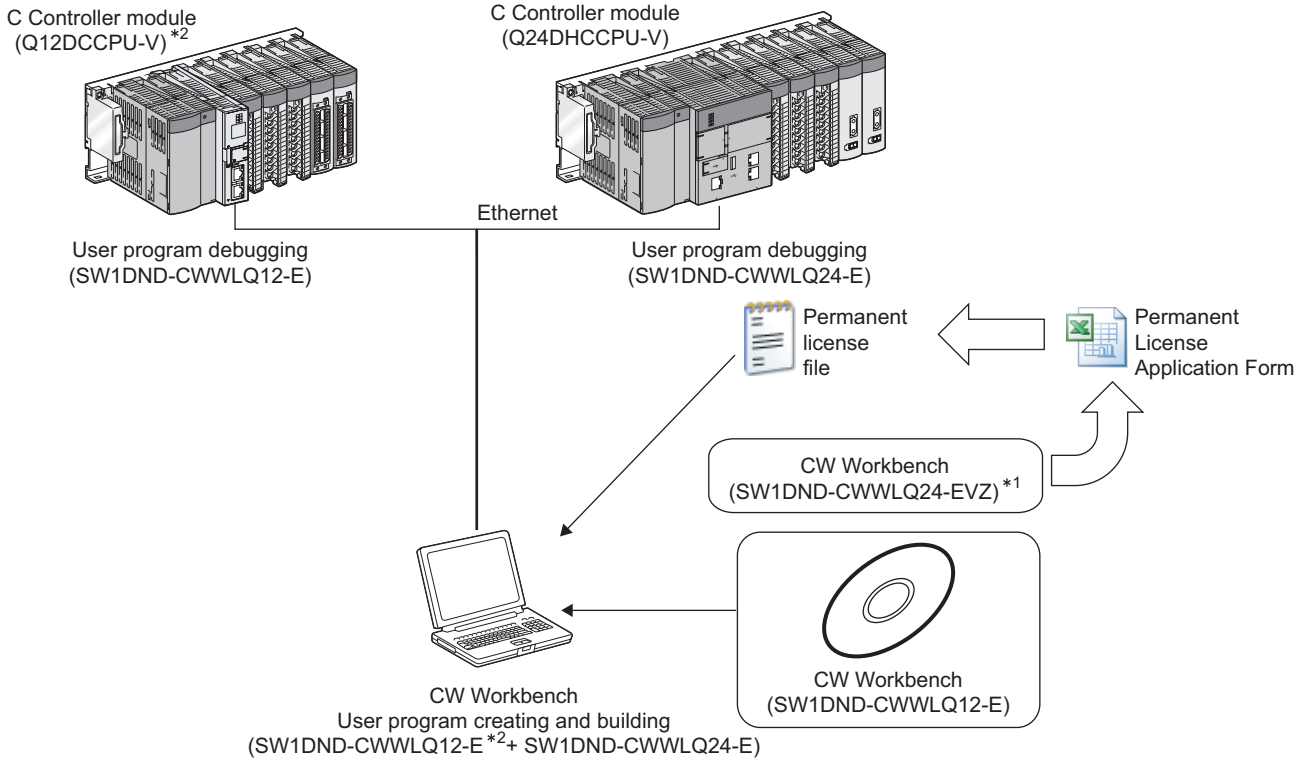 C Controller module
(Q12DCCPU-V)*2
C Controller module
(Q24DHCCPU-V)
Ethernet
User program debugging
(SW1DND-CWWLQ12-E)
User program debugging
(SW1DND-CWWLQ24-E)
Permanent
license
file
Permanent
License
Application Form
CW Workbench
(SW1DND-CWWLQ24-EVZ)*1
CW Workbench
(SW1DND-CWWLQ12-E)
CW Workbench
User program creating and building
(SW1DND-CWWLQ12-E*2+ SW1DND-CWWLQ24-E)